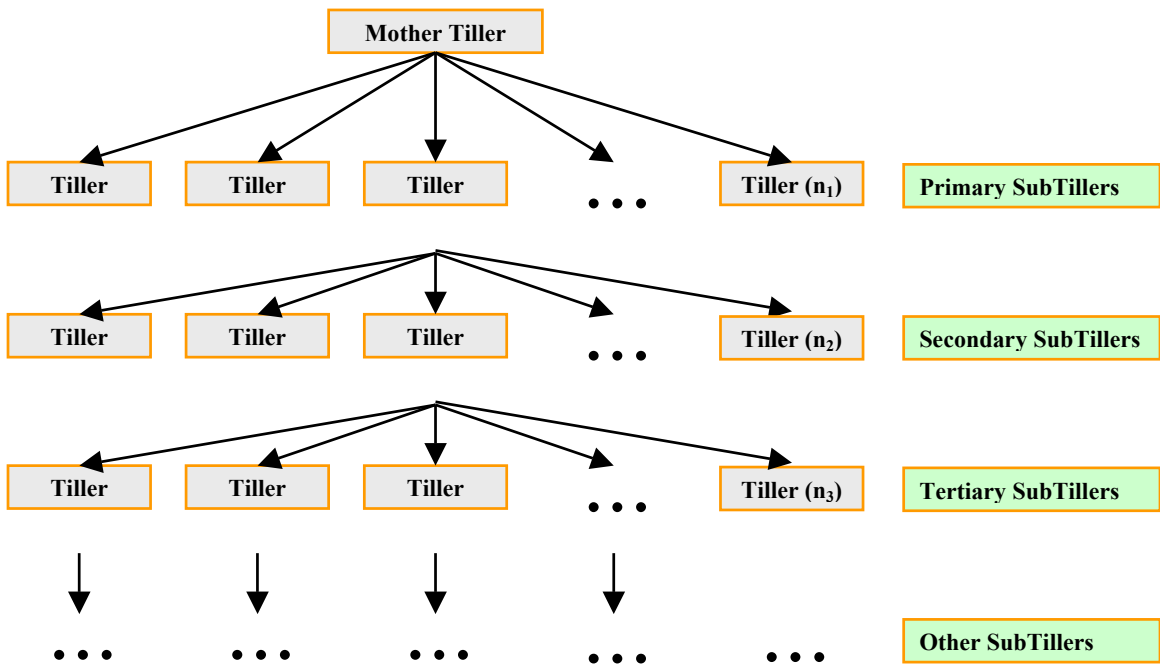 Mother Tiller
Tiller Tiller Tiller • • • Tiller (n₁) Primary SubTillers
Tiller Tiller Tiller • • • Tiller (n₂) Secondary SubTillers
Tiller Tiller Tiller • • • Tiller (n₃) Tertiary SubTillers
• • • • • • • • • • • • • • • Other SubTillers